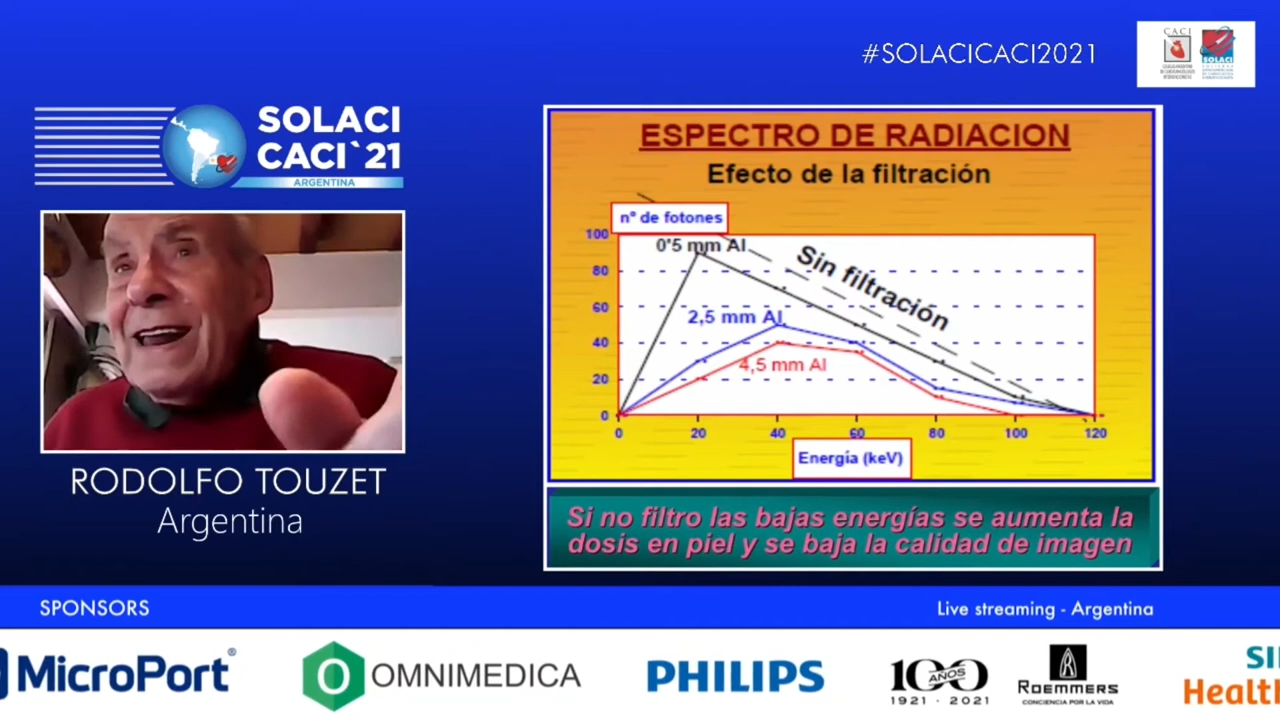 #SOLACICACI2021
CACI
SOLACI
SOLACI
CACI`21
ARGENTINA
RODOLFO TOUZET
Argentina
ESPECTRO DE RADIACION
Efecto de la filtración
nº de fotones
100
80
60
40
20
0
0'5 mm Al
Sin filtración
2,5 mm Al
4,5 mm Al
0 20 40 60 80 100 120
Energía (keV)
Si no filtro las bajas energías se aumenta la
dosis en piel y se baja la calidad de imagen
SPONSORS
Live streaming - Argentina
MicroPort®
OMNIMEDICA
PHILIPS
100
AÑOS
1921 · 2021
ROEMMERS
CONCIENCIA POR LA VIDA
SI
Healt